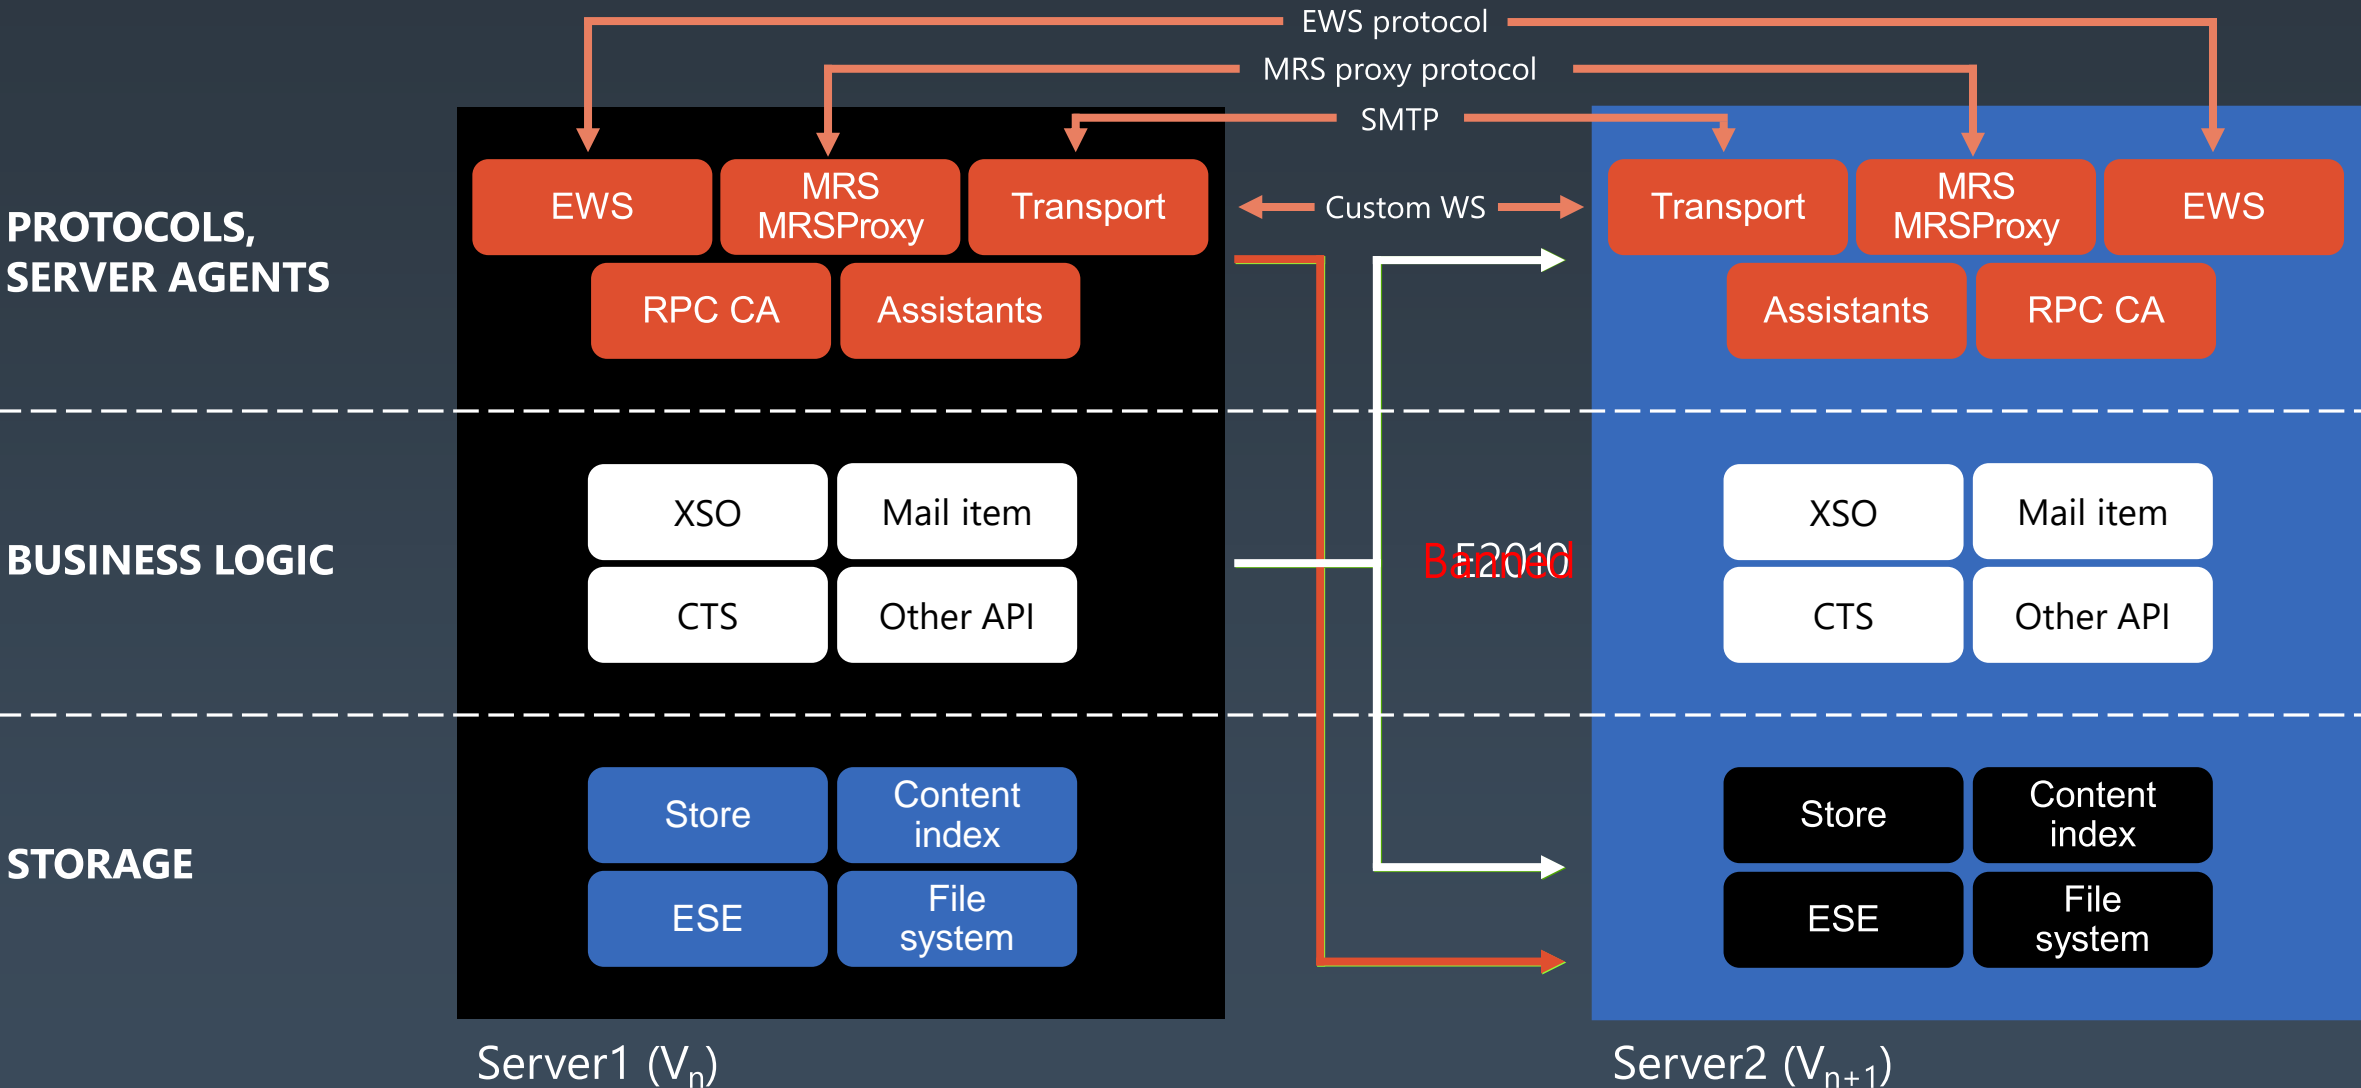 EWS protocol
MRS proxy protocol
SMTP
Custom WS
PROTOCOLS,
SERVER AGENTS
EWS
MRS
MRSProxy
Transport
RPC CA
Assistants
Transport
MRS
MRSProxy
EWS
Assistants
RPC CA
BUSINESS LOGIC
XSO
Mail item
CTS
Other API
E2010
Banned
XSO
Mail item
CTS
Other API
STORAGE
Store
Content
index
ESE
File
system
Store
Content
index
ESE
File
system
Server1 (Vn)
Server2 (Vn+1)